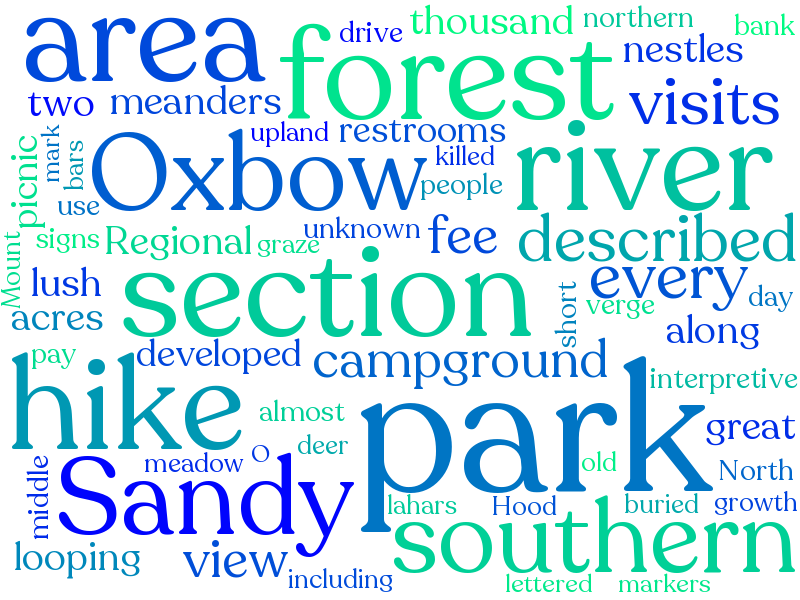 area
drive
thousand
northern
bank
forest
nestles
two
meanders
visits
upland
restrooms
Oxbow
river
killed
people
picnic
mark
bars
use
unknown
fee
described
signs
Regional
graze
Mount
lush
section
every
short
verge
day
acres
along
pay
developed
campground
hike
park
interpretive
almost
great
deer
meadow
O
old
North
middle
Sandy
lahars
Hood
buried
growth
southern
looping
view
including
lettered
markers